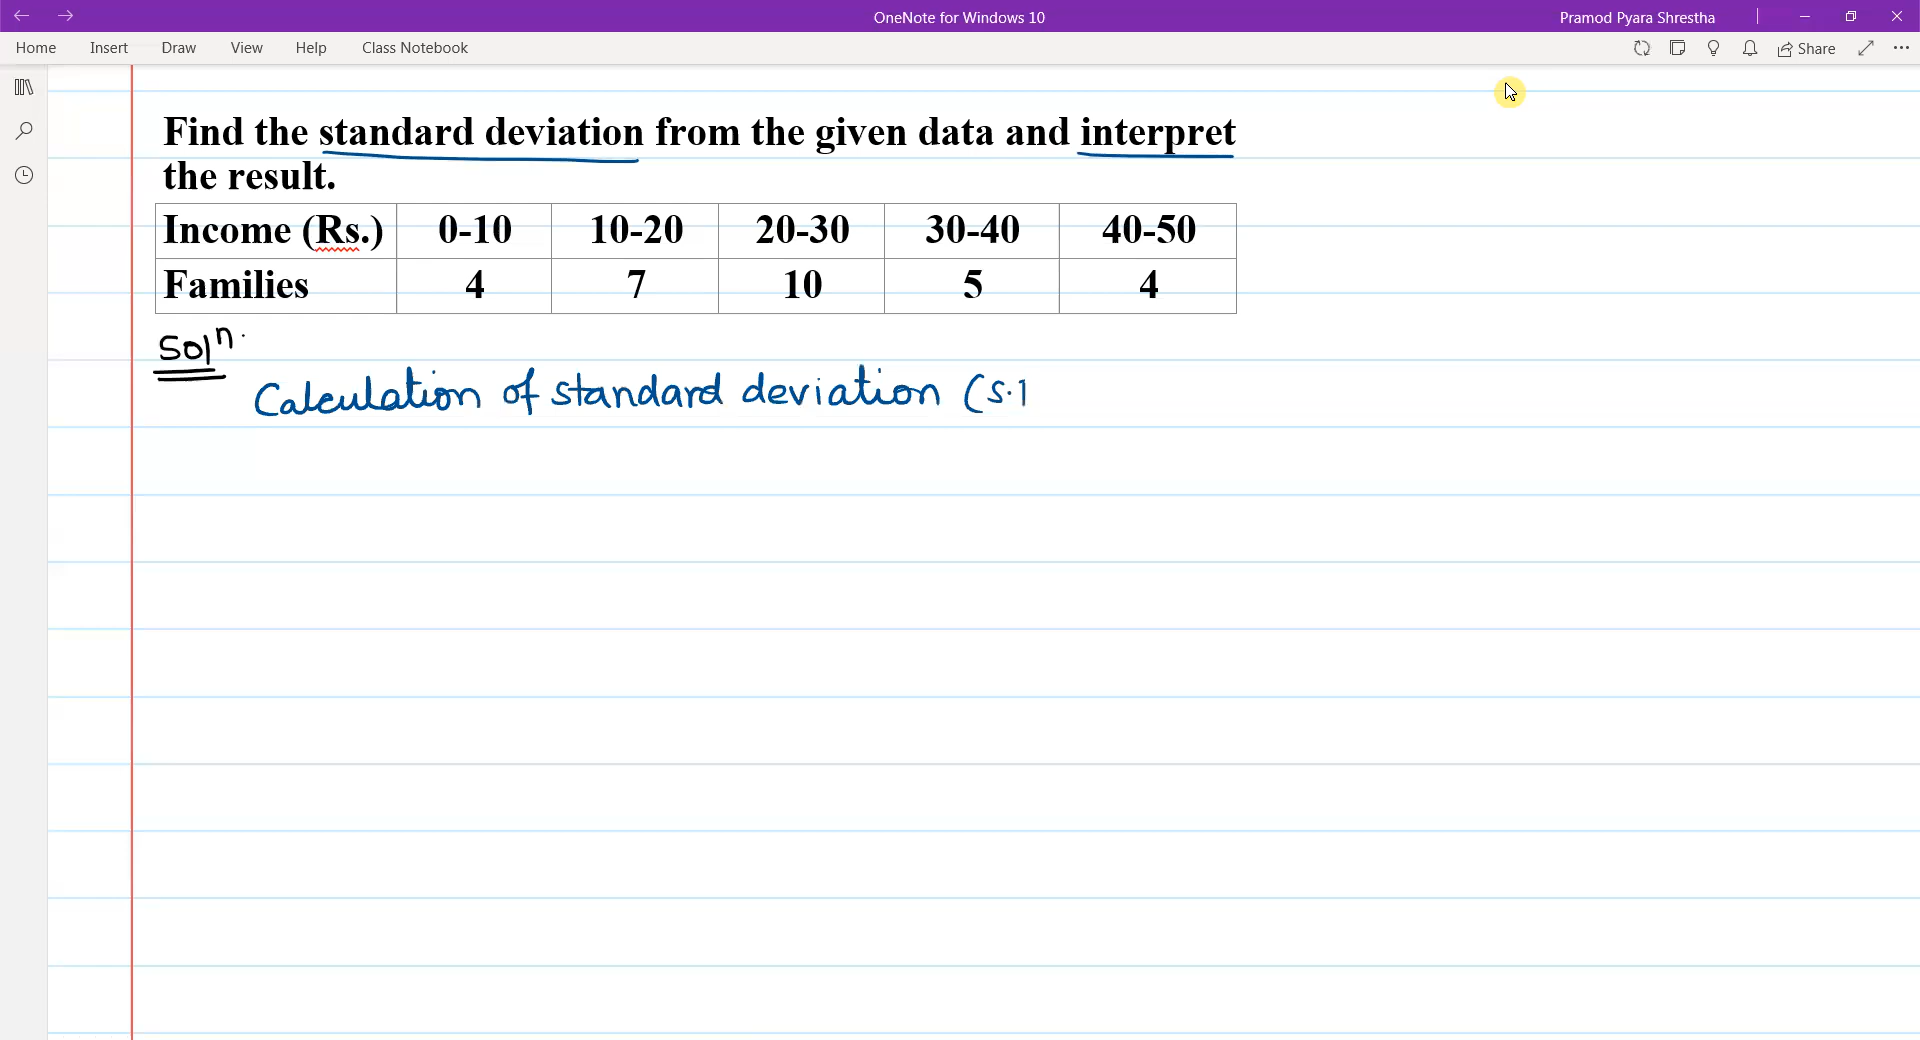 OneNote for Windows 10
Pramod Pyara Shrestha
Home Insert Draw View Help Class Notebook
Share
Find the standard deviation from the given data and interpret
the result.
Income (Rs.) 0-10 10-20 20-30 30-40 40-50
Families 4 7 10 5 4
Solⁿ.
Calculation of standard deviation (S.